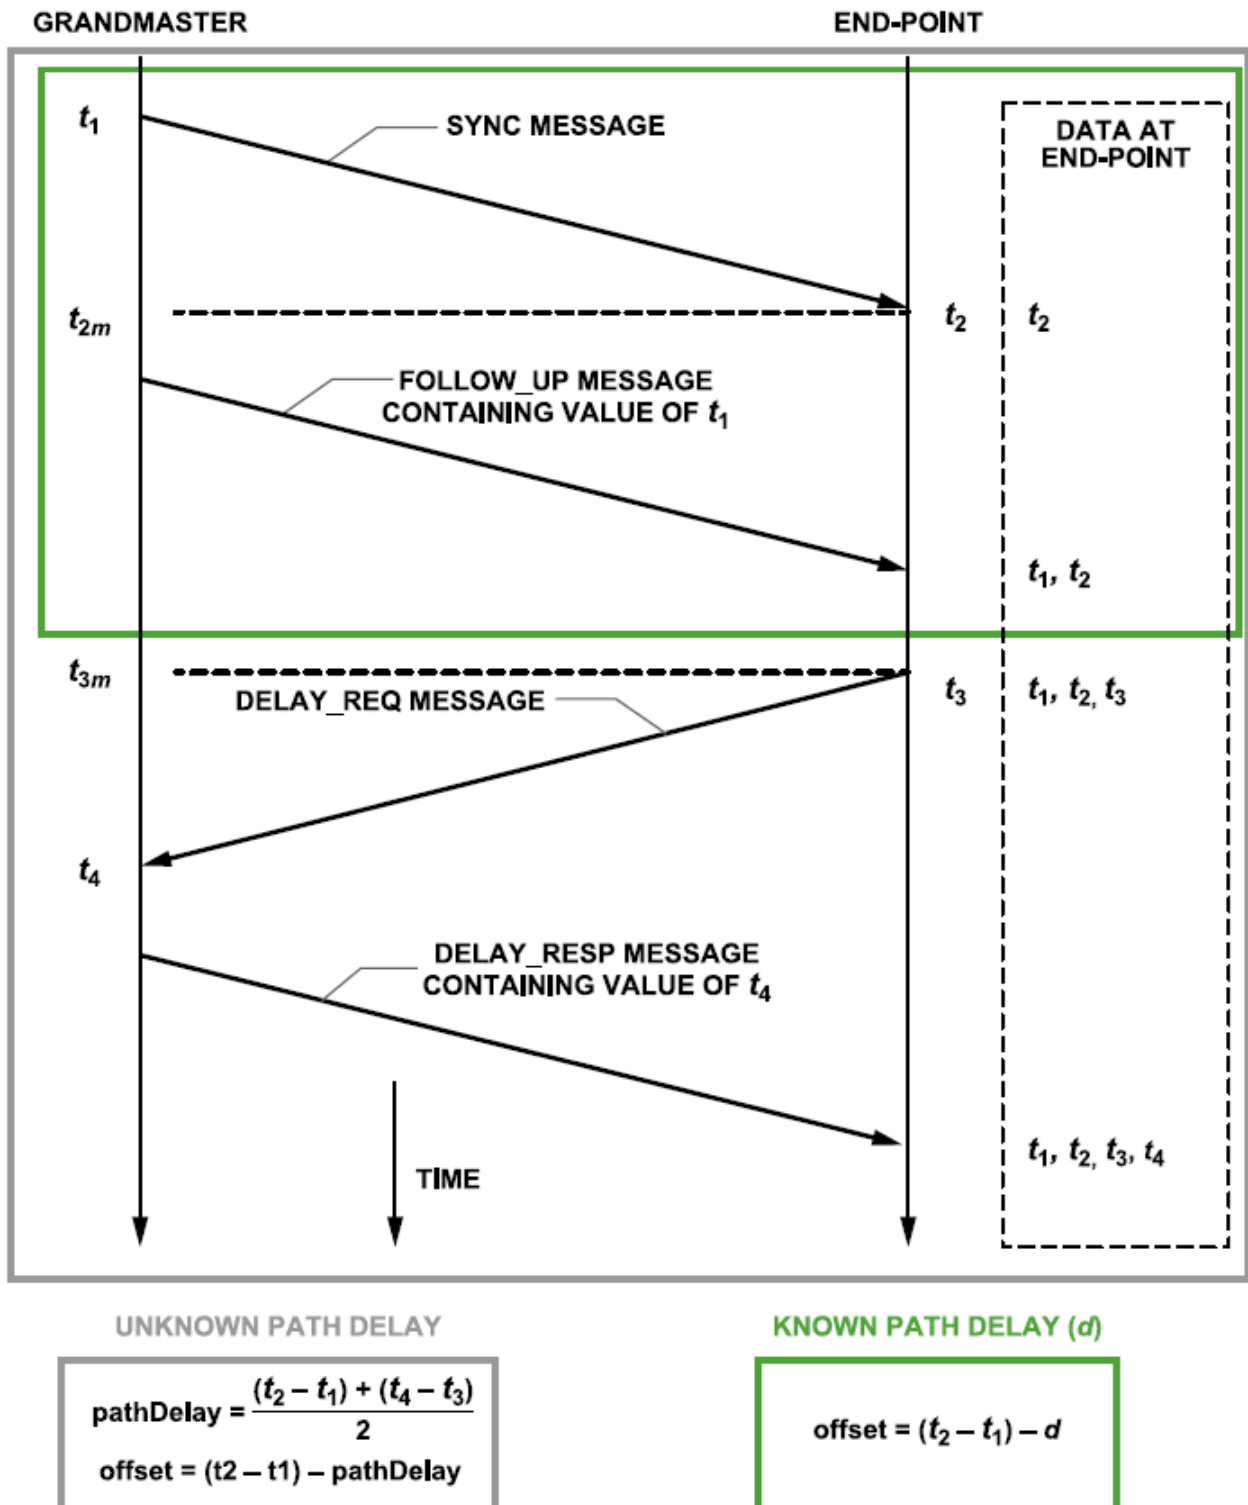 GRANDMASTER
END-POINT
t1
SYNC MESSAGE
DATA AT
END-POINT
t2m
t2
t2
FOLLOW_UP MESSAGE
CONTAINING VALUE OF t1
t1, t2
t3m
DELAY_REQ MESSAGE
t3
t1, t2, t3
t4
DELAY_RESP MESSAGE
CONTAINING VALUE OF t4
t1, t2, t3, t4
TIME
UNKNOWN PATH DELAY
pathDelay = (t2 – t1) + (t4 – t3) / 2
offset = (t2 – t1) – pathDelay
KNOWN PATH DELAY (d)
offset = (t2 – t1) – d